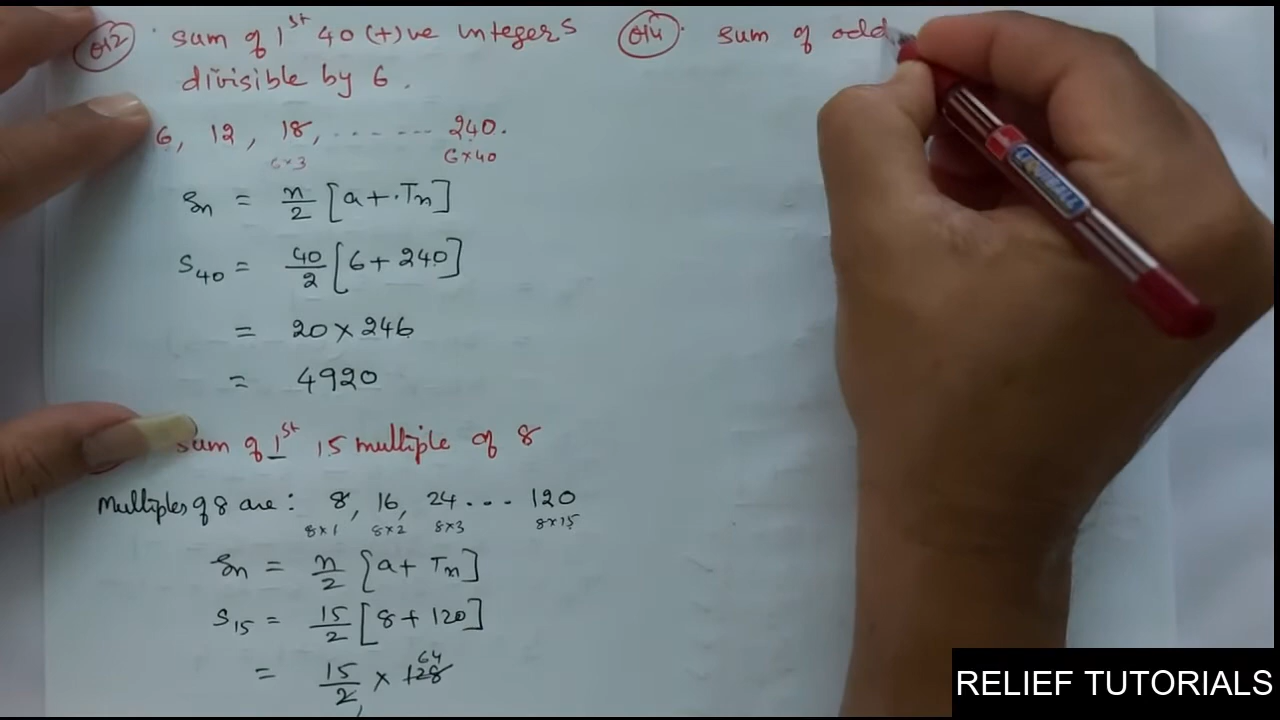 Q12 Sum of 1st 40 (+)ve integers
divisible by 6.
6, 12, 18, ------ 240.
6×3 6×40
Sn = n/2 [a + Tn]
S40 = 40/2 [6 + 240]
= 20 × 246
= 4920
Sum of 1st 15 multiple of 8
Multiples of 8 are : 8, 16, 24 --- 120
8×1 8×2 8×3 8×15
Sn = n/2 [a + Tn]
S15 = 15/2 [8 + 120]
64
= 15/2 × 128
Q14. Sum of odd
LIQUIBALL
RELIEF TUTORIALS